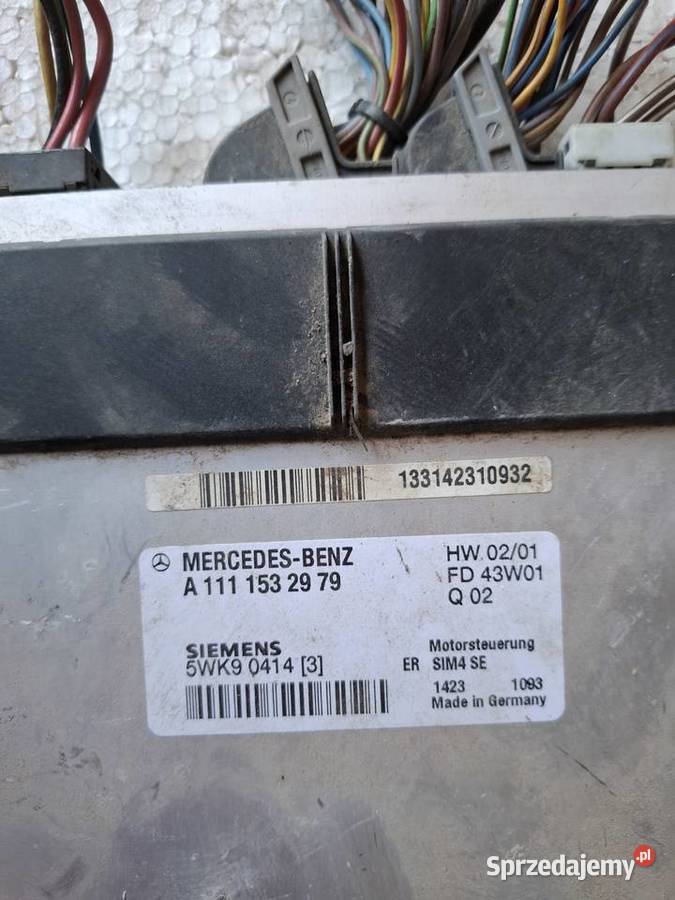 133142310932
MERCEDES-BENZ HW 02/01
A 111 153 29 79 FD 43W01
Q 02
SIEMENS Motorsteuerung
5WK9 0414 [3] ER SIM4 SE
1423 1093
Made in Germany
Sprzedajemy.pl